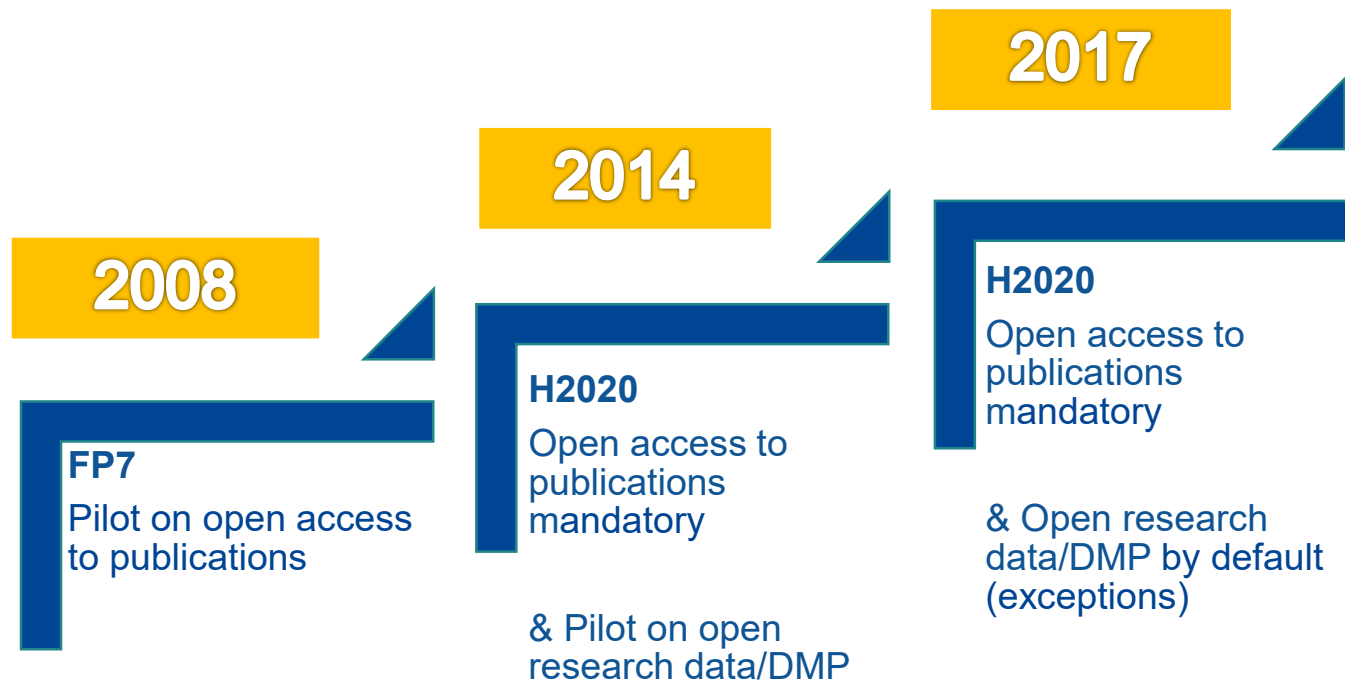 2008
FP7
Pilot on open access
to publications
2014
H2020
Open access to
publications
mandatory
& Pilot on open
research data/DMP
2017
H2020
Open access to
publications
mandatory
& Open research
data/DMP by default
(exceptions)